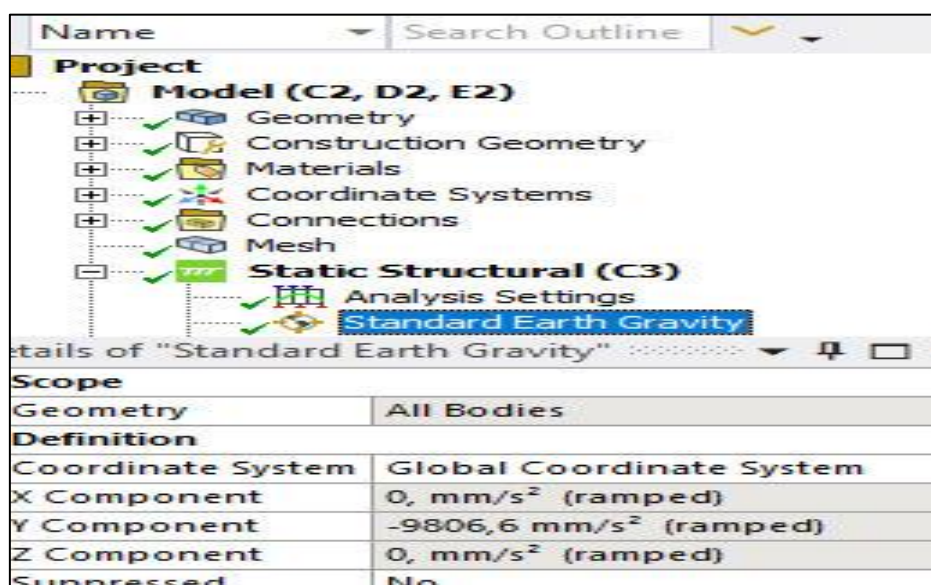 Name Search Outline
Project
Model (C2, D2, E2)
Geometry
Construction Geometry
Materials
Coordinate Systems
Connections
Mesh
Static Structural (C3)
Analysis Settings
Standard Earth Gravity
etails of "Standard Earth Gravity"
Scope
Geometry All Bodies
Definition
Coordinate System Global Coordinate System
X Component 0, mm/s² (ramped)
Y Component -9806,6 mm/s² (ramped)
Z Component 0, mm/s² (ramped)
Suppressed No